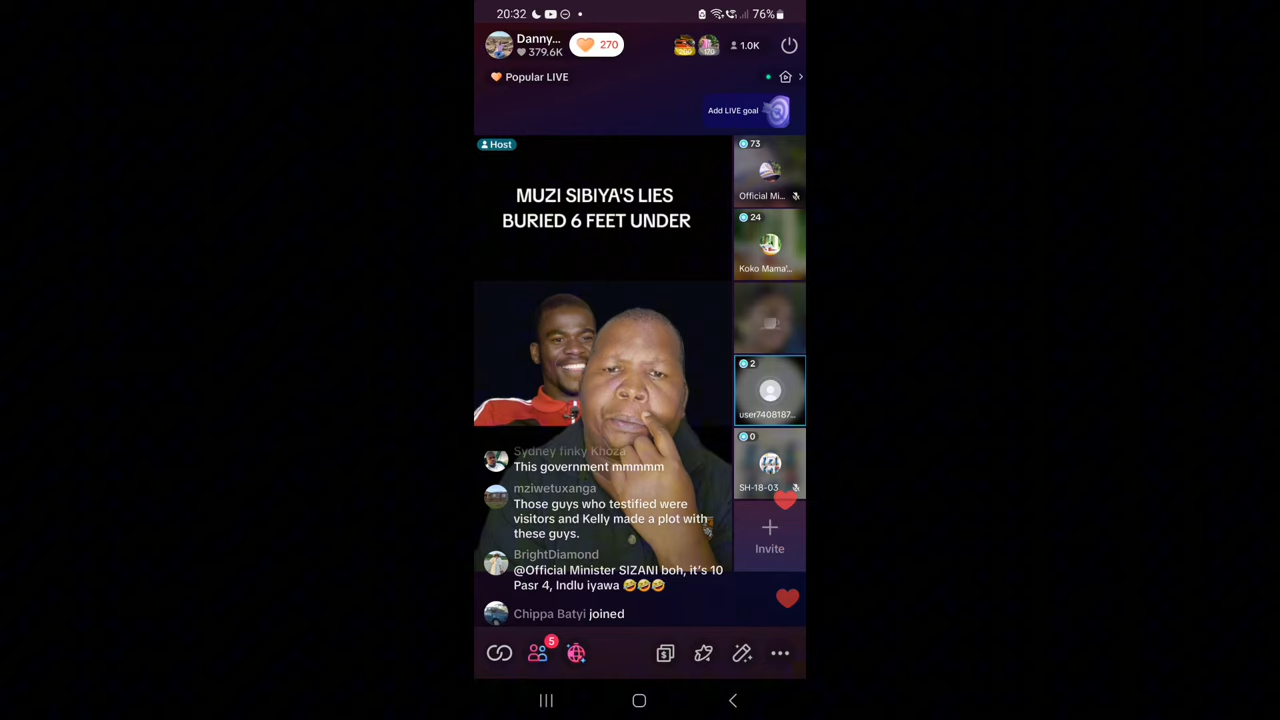 20:32
76%
Danny...
379.6K
270
1.0K
Popular LIVE
Add LIVE goal
Host
MUZI SIBIYA'S LIES
BURIED 6 FEET UNDER
73
Official Mi...
24
Koko Mama'...
2
user7408187...
0
SH-18-03
Invite
Sydney finky Khoza
This government mmmmm
mziwetuxanga
Those guys who testified were
visitors and Kelly made a plot with
these guys.
BrightDiamond
@Official Minister SIZANI boh, it's 10
Pasr 4, Indlu iyawa 🤣🤣🤣
Chippa Batyi joined
5